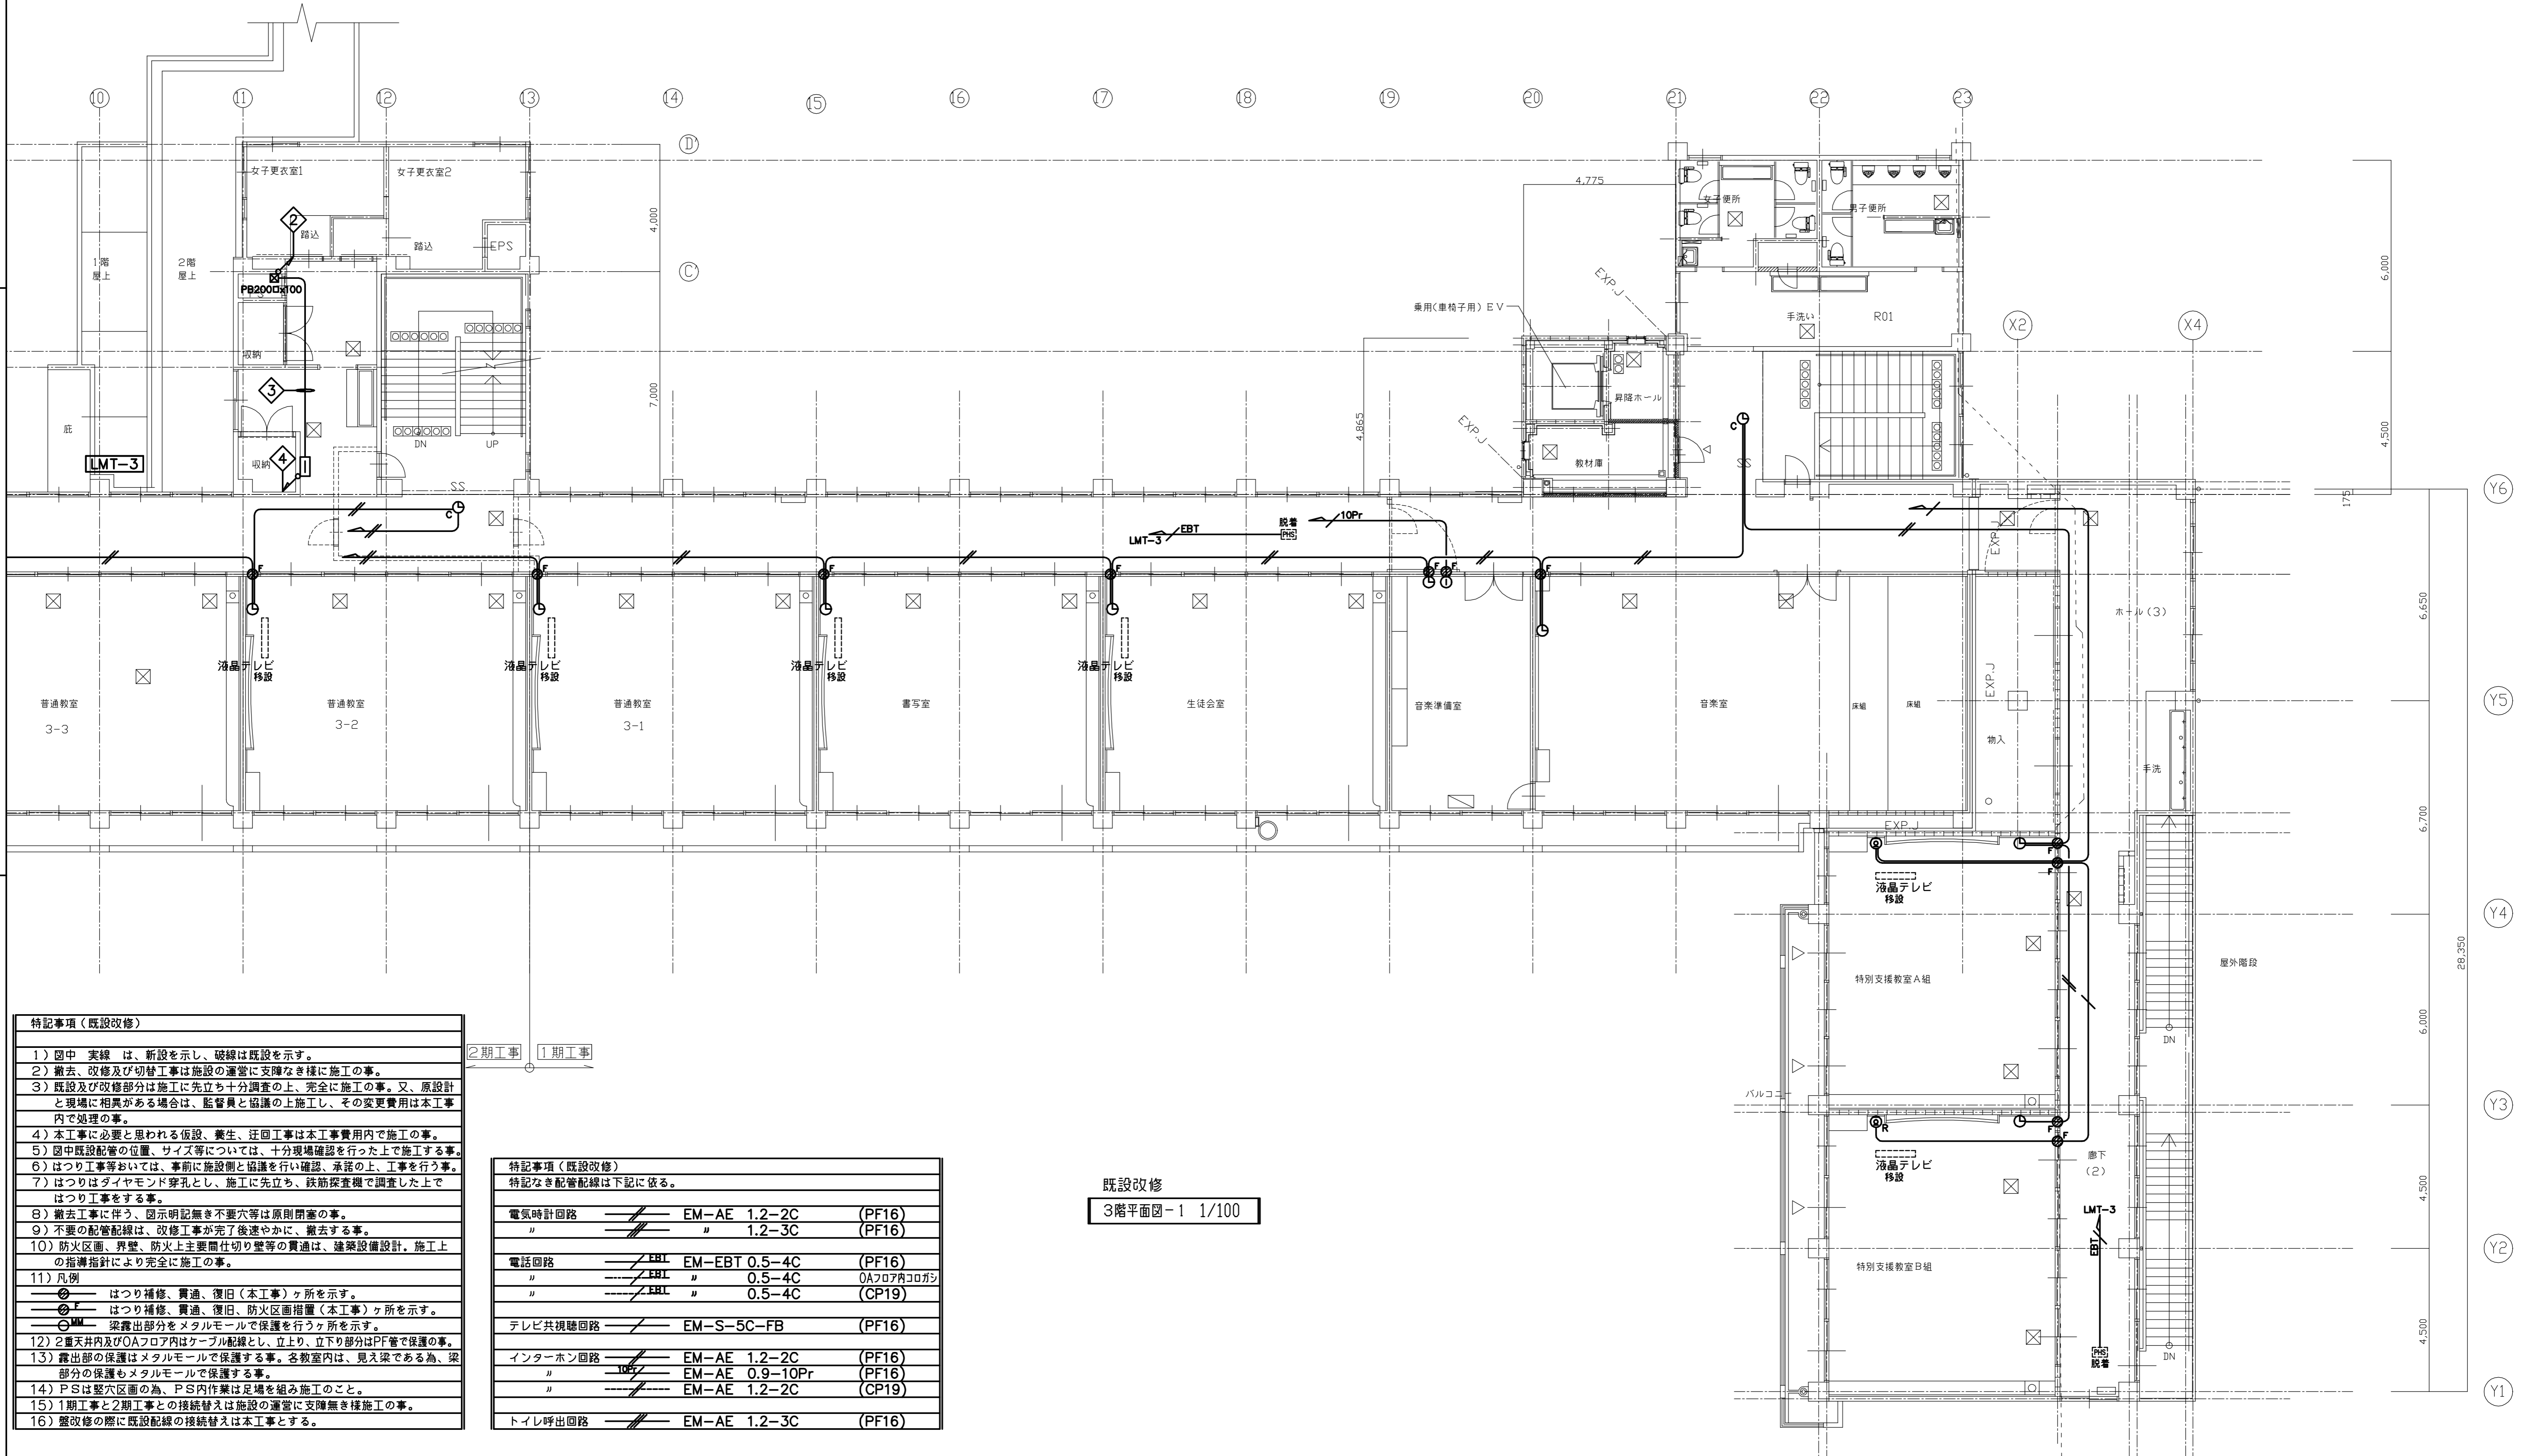 10
11
12
13
14
15
16
17
18
19
20
21
22
23
D'
C'
X2
X4
Y6
Y5
Y4
Y3
Y2
Y1
女子更衣室1
女子更衣室2
踏込
踏込
EPS
2
1階
屋上
2階
屋上
PB200□x100
PS
収納
3
庇
LMT-3
収納
4
DN
UP
SS
C
4,000
7,000
4,775
4,865
乗用(車椅子用) EV
EXP.J
EXP.J
昇降ホール
教材庫
女子便所
男子便所
手洗い
R01
C
SS
6,000
4,500
175
EBT
LMT-3
脱着
PHS
10Pr
F
F
F
F
F
F
F
液晶テレビ
移設
液晶テレビ
移設
液晶テレビ
移設
液晶テレビ
移設
普通教室
3-3
普通教室
3-2
普通教室
3-1
書写室
生徒会室
音楽準備室
音楽室
床組
床組
EXP.J
EXP.J
物入
ホール(3)
手洗
EXP.J
F
F
液晶テレビ
移設
特別支援教室A組
屋外階段
DN
バルコニー
R
F
F
液晶テレビ
移設
廊下
(2)
LMT-3
EBT
特別支援教室B組
PHS
脱着
DN
6,650
6,700
6,000
4,500
4,500
28,350
2期工事
1期工事
特記事項(既設改修)
1)図中 実線 は、新設を示し、破線は既設を示す。
2)撤去、改修及び切替工事は施設の運営に支障なき様に施工の事。
3)既設及び改修部分は施工に先立ち十分調査の上、完全に施工の事。又、原設計
と現場に相異がある場合は、監督員と協議の上施工し、その変更費用は本工事
内で処理の事。
4)本工事に必要と思われる仮設、養生、迂回工事は本工事費用内で施工の事。
5)図中既設配管の位置、サイズ等については、十分現場確認を行った上で施工する事。
6)はつり工事等おいては、事前に施設側と協議を行い確認、承諾の上、工事を行う事。
7)はつりはダイヤモンド穿孔とし、施工に先立ち、鉄筋探査機で調査した上で
はつり工事をする事。
8)撤去工事に伴う、図示明記無き不要穴等は原則閉塞の事。
9)不要の配管配線は、改修工事が完了後速やかに、撤去する事。
10)防火区画、界壁、防火上主要間仕切り壁等の貫通は、建築設備設計．施工上
の指導指針により完全に施工の事。
11)凡例
はつり補修、貫通、復旧(本工事)ヶ所を示す。
F はつり補修、貫通、復旧、防火区画措置(本工事)ヶ所を示す。
MM 梁露出部分をメタルモールで保護を行うヶ所を示す。
12)2重天井内及びOAフロア内はケーブル配線とし、立上り、立下り部分はPF管で保護の事。
13)露出部の保護はメタルモールで保護する事。各教室内は、見え梁である為、梁
部分の保護もメタルモールで保護する事。
14)PSは竪穴区画の為、PS内作業は足場を組み施工のこと。
15)1期工事と2期工事との接続替えは施設の運営に支障無き様施工の事。
16)盤改修の際に既設配線の接続替えは本工事とする。
特記事項(既設改修)
特記なき配管配線は下記に依る。
電気時計回路 EM-AE 1.2-2C (PF16)
〃 〃 1.2-3C (PF16)
電話回路 EBT EM-EBT 0.5-4C (PF16)
〃 EBT 〃 0.5-4C OAフロア内コロガシ
〃 EBT 〃 0.5-4C (CP19)
テレビ共視聴回路 EM-S-5C-FB (PF16)
インターホン回路 EM-AE 1.2-2C (PF16)
〃 10Pr EM-AE 0.9-10Pr (PF16)
〃 EM-AE 1.2-2C (CP19)
トイレ呼出回路 EM-AE 1.2-3C (PF16)
既設改修
3階平面図-1 1/100